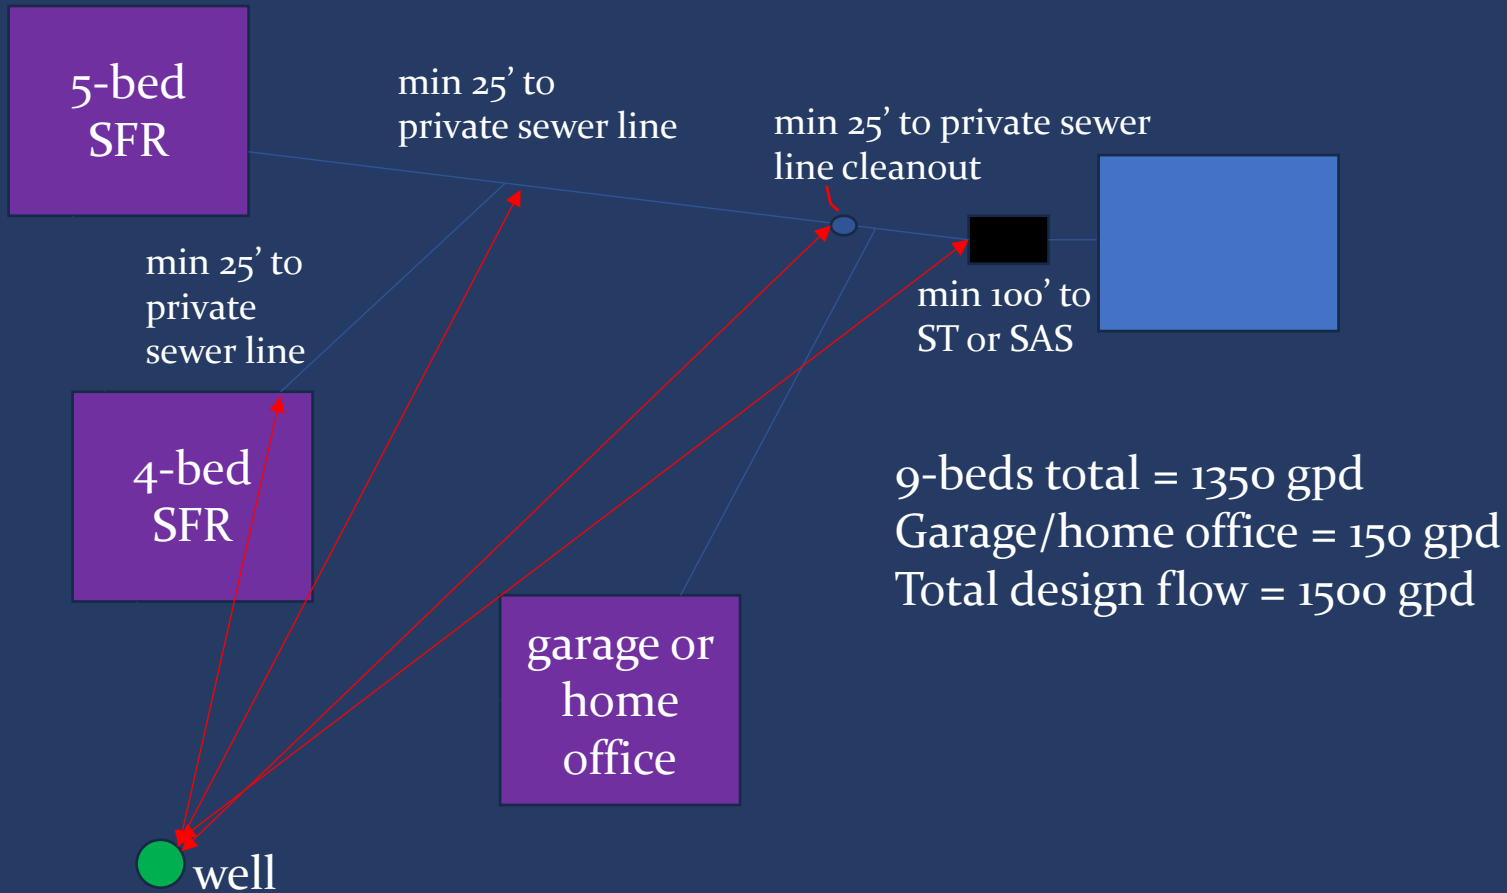 5-bed
SFR
min 25’ to
private sewer line
min 25’ to private sewer
line cleanout
min 25’ to
private
sewer line
min 100’ to
ST or SAS
4-bed
SFR
9-beds total = 1350 gpd
Garage/home office = 150 gpd
Total design flow = 1500 gpd
garage or
home
office
well